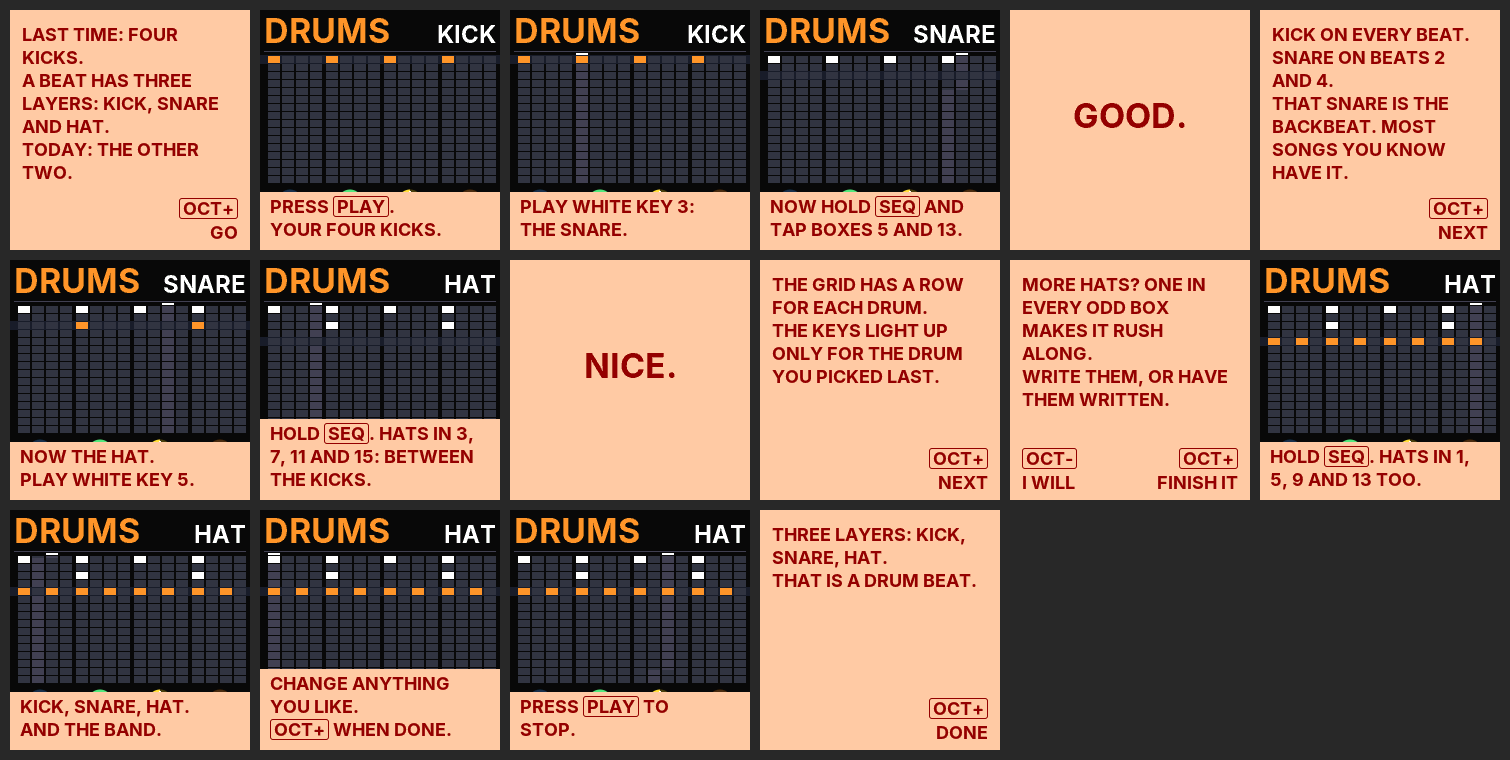 LAST TIME: FOUR
KICKS.
A BEAT HAS THREE
LAYERS: KICK, SNARE
AND HAT.
TODAY: THE OTHER
TWO.
OCT+
GO
DRUMS KICK
PRESS PLAY.
YOUR FOUR KICKS.
DRUMS KICK
PLAY WHITE KEY 3:
THE SNARE.
DRUMS SNARE
NOW HOLD SEQ AND
TAP BOXES 5 AND 13.
GOOD.
KICK ON EVERY BEAT.
SNARE ON BEATS 2
AND 4.
THAT SNARE IS THE
BACKBEAT. MOST
SONGS YOU KNOW
HAVE IT.
OCT+
NEXT
DRUMS SNARE
NOW THE HAT.
PLAY WHITE KEY 5.
DRUMS HAT
HOLD SEQ. HATS IN 3,
7, 11 AND 15: BETWEEN
THE KICKS.
NICE.
THE GRID HAS A ROW
FOR EACH DRUM.
THE KEYS LIGHT UP
ONLY FOR THE DRUM
YOU PICKED LAST.
OCT+
NEXT
MORE HATS? ONE IN
EVERY ODD BOX
MAKES IT RUSH
ALONG.
WRITE THEM, OR HAVE
THEM WRITTEN.
OCT- OCT+
I WILL FINISH IT
DRUMS HAT
HOLD SEQ. HATS IN 1,
5, 9 AND 13 TOO.
DRUMS HAT
KICK, SNARE, HAT.
AND THE BAND.
DRUMS HAT
CHANGE ANYTHING
YOU LIKE.
OCT+ WHEN DONE.
DRUMS HAT
PRESS PLAY TO
STOP.
THREE LAYERS: KICK,
SNARE, HAT.
THAT IS A DRUM BEAT.
OCT+
DONE